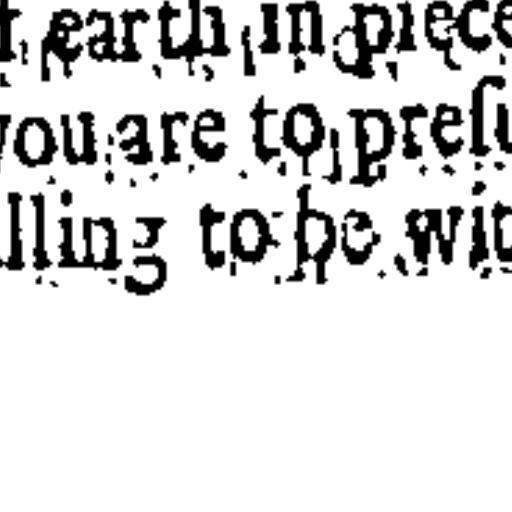 earth in piece
you are to preſu
lling to be wit